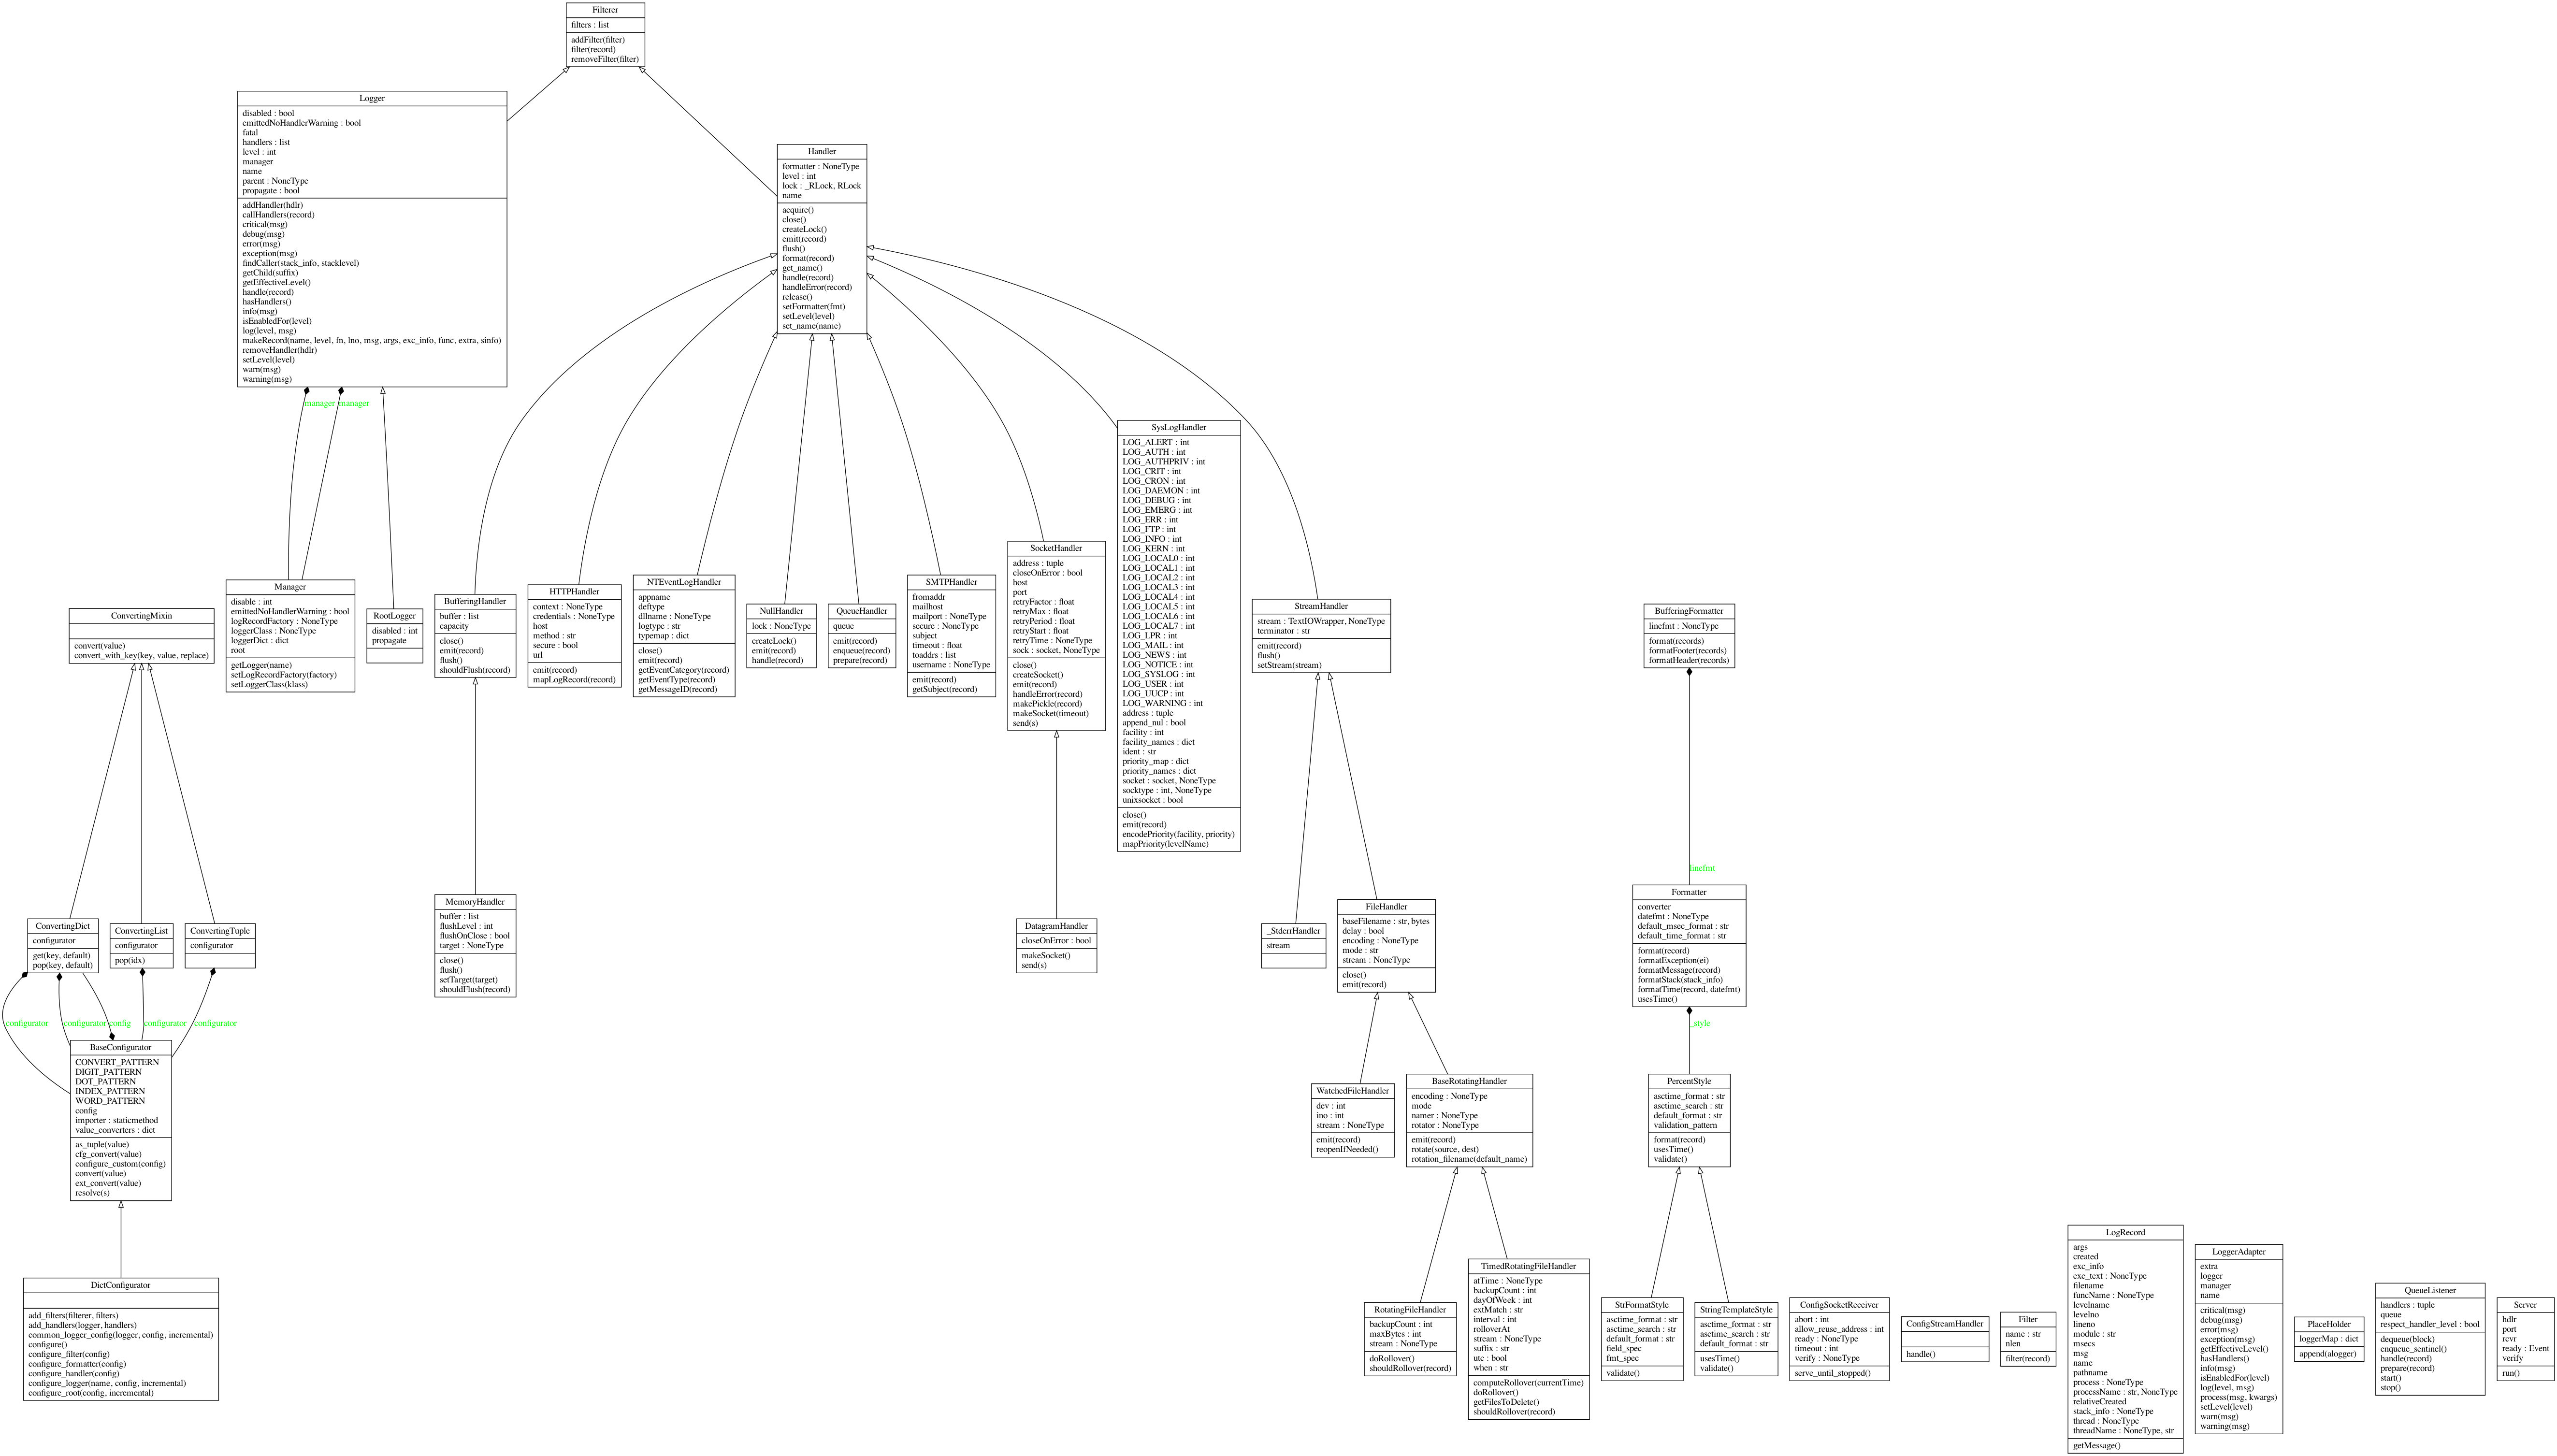 Filterer
filters : list
addFilter(filter)
filter(record)
removeFilter(filter)
Logger
disabled : bool
emittedNoHandlerWarning : bool
fatal
handlers : list
level : int
manager
name
parent : NoneType
propagate : bool
addHandler(hdlr)
callHandlers(record)
critical(msg)
debug(msg)
error(msg)
exception(msg)
findCaller(stack_info, stacklevel)
getChild(suffix)
getEffectiveLevel()
handle(record)
hasHandlers()
info(msg)
isEnabledFor(level)
log(level, msg)
makeRecord(name, level, fn, lno, msg, args, exc_info, func, extra, sinfo)
removeHandler(hdlr)
setLevel(level)
warn(msg)
warning(msg)
Handler
formatter : NoneType
level : int
lock : _RLock, RLock
name
acquire()
close()
createLock()
emit(record)
flush()
format(record)
get_name()
handle(record)
handleError(record)
release()
setFormatter(fmt)
setLevel(level)
set_name(name)
manager
manager
ConvertingMixin
convert(value)
convert_with_key(key, value, replace)
Manager
disable : int
emittedNoHandlerWarning : bool
logRecordFactory : NoneType
loggerClass : NoneType
loggerDict : dict
root
getLogger(name)
setLogRecordFactory(factory)
setLoggerClass(klass)
RootLogger
disabled : int
propagate
BufferingHandler
buffer : list
capacity
close()
emit(record)
flush()
shouldFlush(record)
HTTPHandler
context : NoneType
credentials : NoneType
host
method : str
secure : bool
url
emit(record)
mapLogRecord(record)
NTEventLogHandler
appname
deftype
dllname : NoneType
logtype : str
typemap : dict
close()
emit(record)
getEventCategory(record)
getEventType(record)
getMessageID(record)
NullHandler
lock : NoneType
createLock()
emit(record)
handle(record)
QueueHandler
queue
emit(record)
enqueue(record)
prepare(record)
SMTPHandler
fromaddr
mailhost
mailport : NoneType
secure : NoneType
subject
timeout : float
toaddrs : list
username : NoneType
emit(record)
getSubject(record)
SocketHandler
address : tuple
closeOnError : bool
host
port
retryFactor : float
retryMax : float
retryPeriod : float
retryStart : float
retryTime : NoneType
sock : socket, NoneType
close()
createSocket()
emit(record)
handleError(record)
makePickle(record)
makeSocket(timeout)
send(s)
SysLogHandler
LOG_ALERT : int
LOG_AUTH : int
LOG_AUTHPRIV : int
LOG_CRIT : int
LOG_CRON : int
LOG_DAEMON : int
LOG_DEBUG : int
LOG_EMERG : int
LOG_ERR : int
LOG_FTP : int
LOG_INFO : int
LOG_KERN : int
LOG_LOCAL0 : int
LOG_LOCAL1 : int
LOG_LOCAL2 : int
LOG_LOCAL3 : int
LOG_LOCAL4 : int
LOG_LOCAL5 : int
LOG_LOCAL6 : int
LOG_LOCAL7 : int
LOG_LPR : int
LOG_MAIL : int
LOG_NEWS : int
LOG_NOTICE : int
LOG_SYSLOG : int
LOG_USER : int
LOG_UUCP : int
LOG_WARNING : int
address : tuple
append_nul : bool
facility : int
facility_names : dict
ident : str
priority_map : dict
priority_names : dict
socket : socket, NoneType
socktype : int, NoneType
unixsocket : bool
close()
emit(record)
encodePriority(facility, priority)
mapPriority(levelName)
StreamHandler
stream : TextIOWrapper, NoneType
terminator : str
emit(record)
flush()
setStream(stream)
BufferingFormatter
linefmt : NoneType
format(records)
formatFooter(records)
formatHeader(records)
linefmt
ConvertingDict
configurator
get(key, default)
pop(key, default)
ConvertingList
configurator
pop(idx)
ConvertingTuple
configurator
MemoryHandler
buffer : list
flushLevel : int
flushOnClose : bool
target : NoneType
close()
flush()
setTarget(target)
shouldFlush(record)
DatagramHandler
closeOnError : bool
makeSocket()
send(s)
_StderrHandler
stream
FileHandler
baseFilename : str, bytes
delay : bool
encoding : NoneType
mode : str
stream : NoneType
close()
emit(record)
Formatter
converter
datefmt : NoneType
default_msec_format : str
default_time_format : str
format(record)
formatException(ei)
formatMessage(record)
formatStack(stack_info)
formatTime(record, datefmt)
usesTime()
configurator
configurator
config
configurator
configurator
_style
BaseConfigurator
CONVERT_PATTERN
DIGIT_PATTERN
DOT_PATTERN
INDEX_PATTERN
WORD_PATTERN
config
importer : staticmethod
value_converters : dict
as_tuple(value)
cfg_convert(value)
configure_custom(config)
convert(value)
ext_convert(value)
resolve(s)
WatchedFileHandler
dev : int
ino : int
stream : NoneType
emit(record)
reopenIfNeeded()
BaseRotatingHandler
encoding : NoneType
mode
namer : NoneType
rotator : NoneType
emit(record)
rotate(source, dest)
rotation_filename(default_name)
PercentStyle
asctime_format : str
asctime_search : str
default_format : str
validation_pattern
format(record)
usesTime()
validate()
DictConfigurator
add_filters(filterer, filters)
add_handlers(logger, handlers)
common_logger_config(logger, config, incremental)
configure()
configure_filter(config)
configure_formatter(config)
configure_handler(config)
configure_logger(name, config, incremental)
configure_root(config, incremental)
RotatingFileHandler
backupCount : int
maxBytes : int
stream : NoneType
doRollover()
shouldRollover(record)
TimedRotatingFileHandler
atTime : NoneType
backupCount : int
dayOfWeek : int
extMatch : str
interval : int
rolloverAt
stream : NoneType
suffix : str
utc : bool
when : str
computeRollover(currentTime)
doRollover()
getFilesToDelete()
shouldRollover(record)
StrFormatStyle
asctime_format : str
asctime_search : str
default_format : str
field_spec
fmt_spec
validate()
StringTemplateStyle
asctime_format : str
asctime_search : str
default_format : str
usesTime()
validate()
ConfigSocketReceiver
abort : int
allow_reuse_address : int
ready : NoneType
timeout : int
verify : NoneType
serve_until_stopped()
ConfigStreamHandler
handle()
Filter
name : str
nlen
filter(record)
LogRecord
args
created
exc_info
exc_text : NoneType
filename
funcName : NoneType
levelname
levelno
lineno
module : str
msecs
msg
name
pathname
process : NoneType
processName : str, NoneType
relativeCreated
stack_info : NoneType
thread : NoneType
threadName : NoneType, str
getMessage()
LoggerAdapter
extra
logger
manager
name
critical(msg)
debug(msg)
error(msg)
exception(msg)
getEffectiveLevel()
hasHandlers()
info(msg)
isEnabledFor(level)
log(level, msg)
process(msg, kwargs)
setLevel(level)
warn(msg)
warning(msg)
PlaceHolder
loggerMap : dict
append(alogger)
QueueListener
handlers : tuple
queue
respect_handler_level : bool
dequeue(block)
enqueue_sentinel()
handle(record)
prepare(record)
start()
stop()
Server
hdlr
port
rcvr
ready : Event
verify
run()